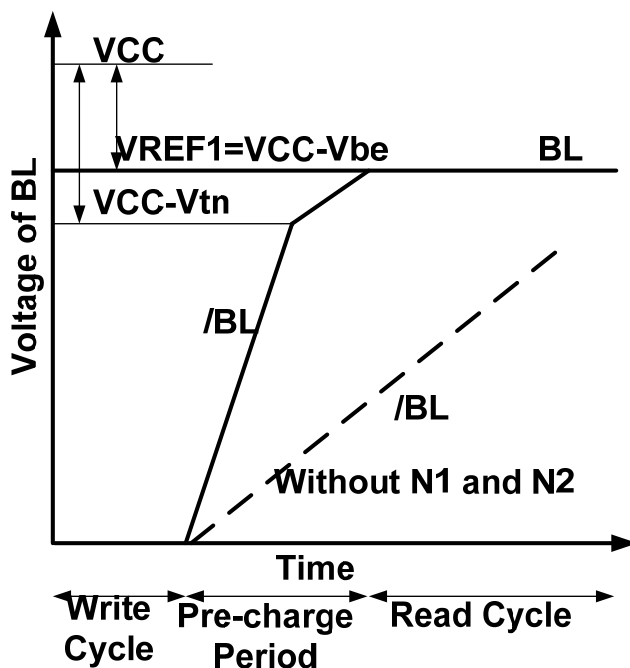 VCC
VREF1=VCC-Vbe
BL
VCC-Vtn
Voltage of BL
/BL
/BL
Without N1 and N2
Time
Write
Cycle
Pre-charge
Period
Read Cycle